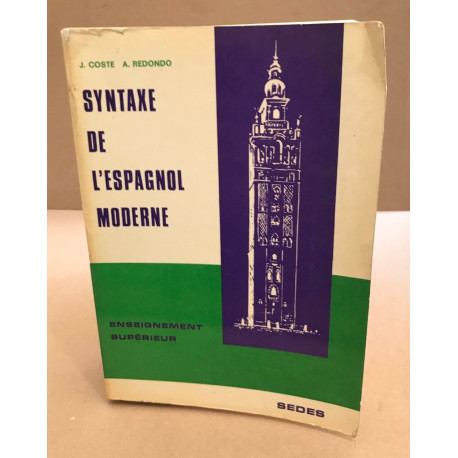 J. COSTE A. REDONDO
SYNTAXE
DE
L'ESPAGNOL
MODERNE
ENSEIGNEMENT
SUPÉRIEUR
SEDES